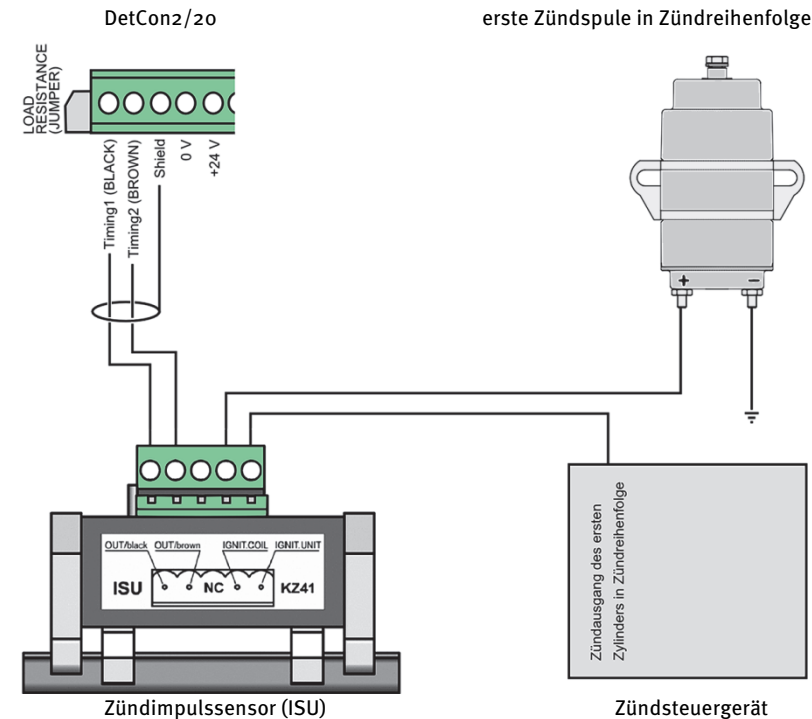 DetCon2/20
erste Zündspule in Zündreihenfolge
LOAD
RESISTANCE
(JUMPER)
Timing1 (BLACK)
Timing2 (BROWN)
Shield
0 V
+24 V
+
–
OUT/black
OUT/brown
IGNIT.COIL
IGNIT.UNIT
ISU
NC
KZ41
Zündausgang des ersten
Zylinders in Zündreihenfolge
Zündimpulssensor (ISU)
Zündsteuergerät